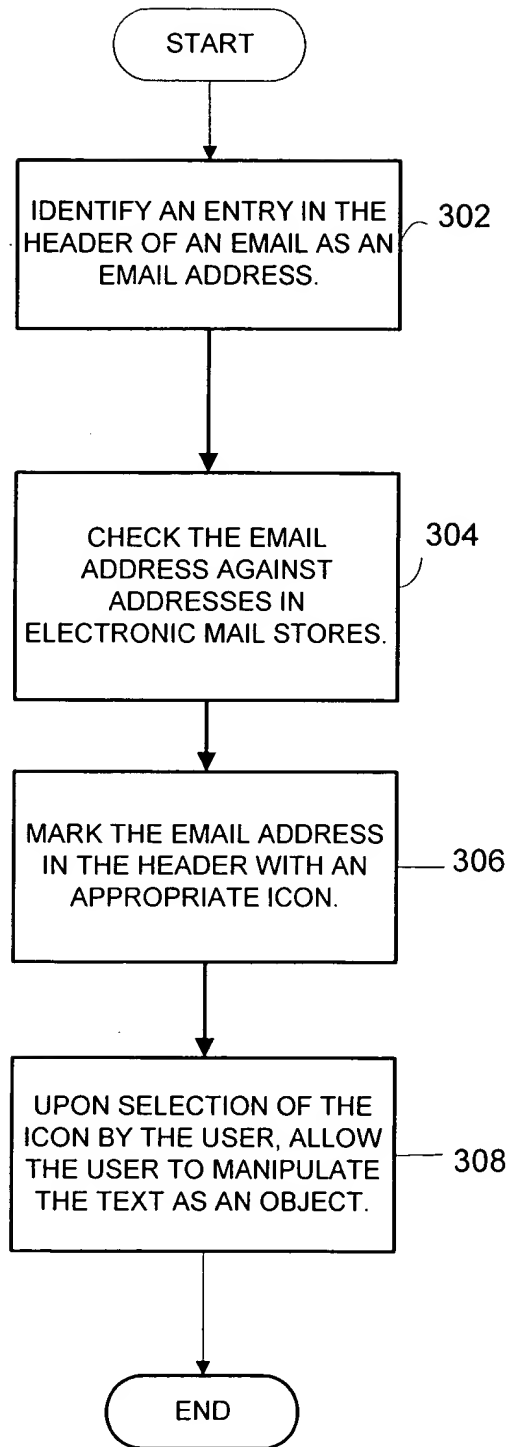 START
IDENTIFY AN ENTRY IN THE
HEADER OF AN EMAIL AS AN
EMAIL ADDRESS.
302
CHECK THE EMAIL
ADDRESS AGAINST
ADDRESSES IN
ELECTRONIC MAIL STORES.
304
MARK THE EMAIL ADDRESS
IN THE HEADER WITH AN
APPROPRIATE ICON.
306
UPON SELECTION OF THE
ICON BY THE USER, ALLOW
THE USER TO MANIPULATE
THE TEXT AS AN OBJECT.
308
END